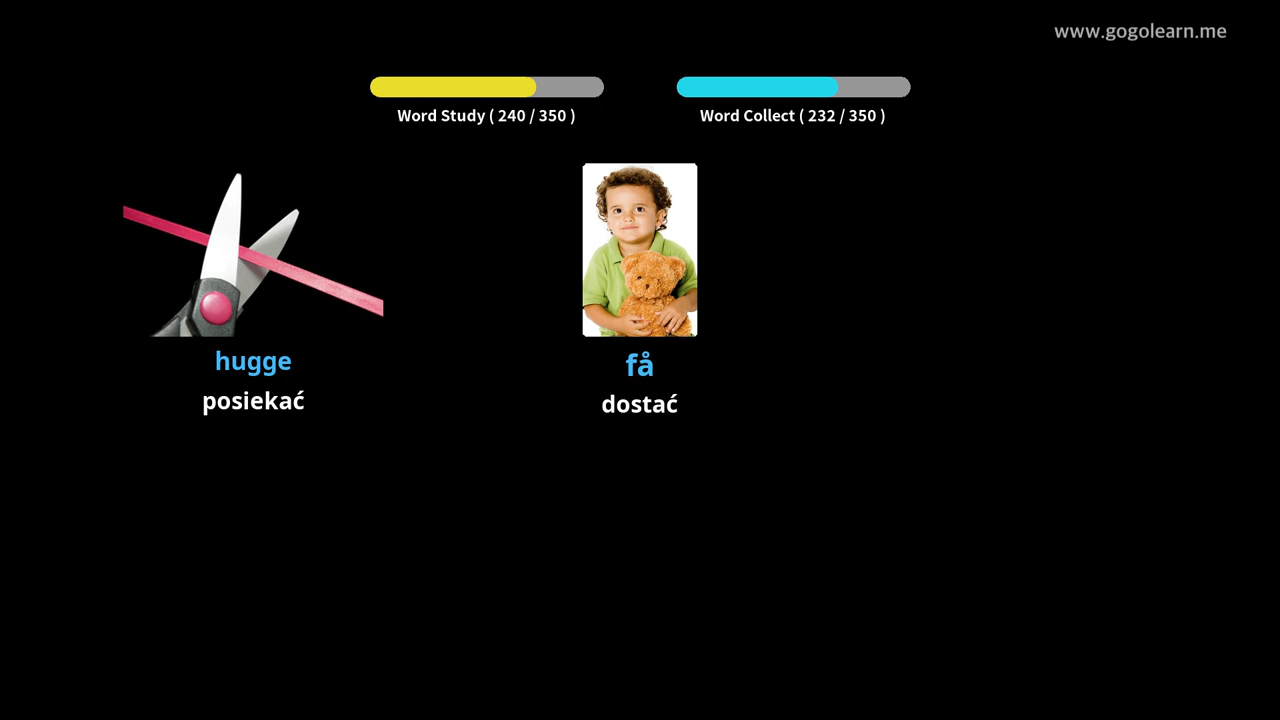 www.gogolearn.me
Word Study ( 240 / 350 )
Word Collect ( 232 / 350 )
hugge
posiekać
få
dostać